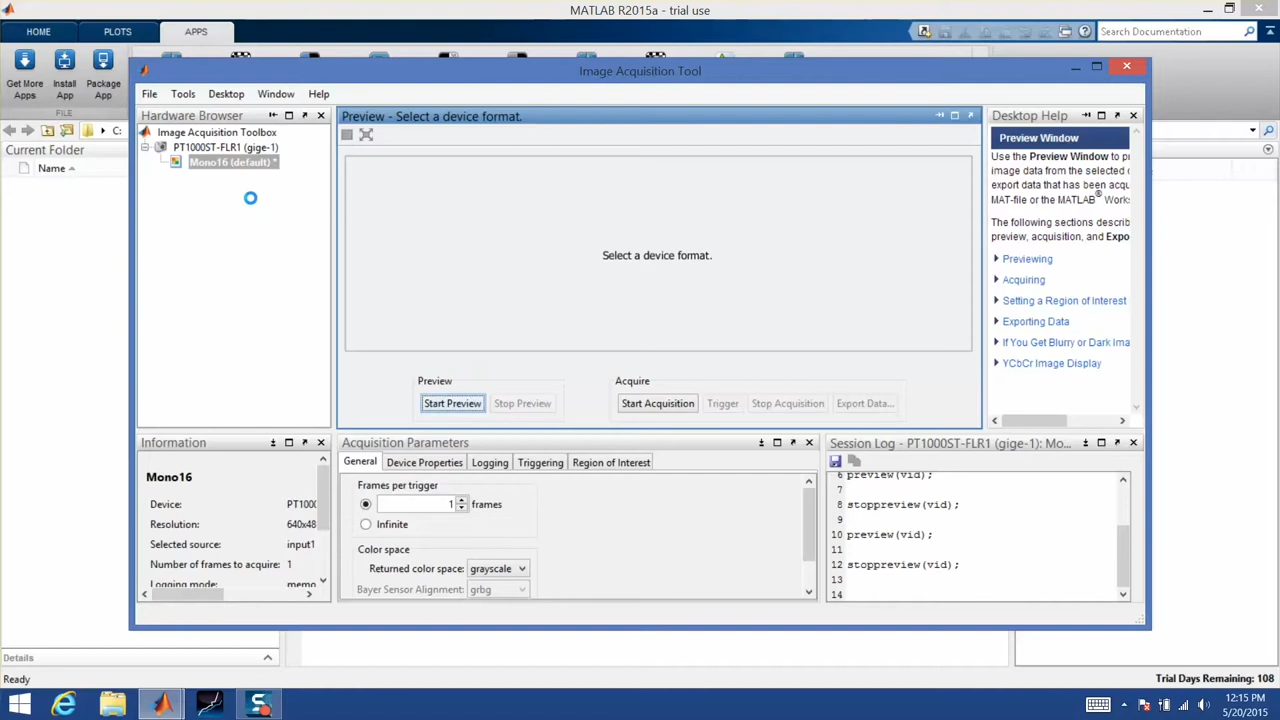 MATLAB R2015a - trial use
HOME
PLOTS
APPS
Search Documentation
Get More
Apps
Install
App
Package
App
FILE
Image Acquisition Tool
File
Tools
Desktop
Window
Help
C:
Current Folder
Name
Hardware Browser
Image Acquisition Toolbox
PT1000ST-FLR1 (gige-1)
Mono16 (default) *
Preview - Select a device format.
Select a device format.
Preview
Start Preview
Stop Preview
Acquire
Start Acquisition
Trigger
Stop Acquisition
Export Data...
Desktop Help
Preview Window
Use the Preview Window to pr
image data from the selected d
export data that has been acqu
MAT-file or the MATLAB® Works
The following sections describ
preview, acquisition, and Expo
Previewing
Acquiring
Setting a Region of Interest
Exporting Data
If You Get Blurry or Dark Ima
YCbCr Image Display
Information
Mono16
Device: PT100
Resolution: 640x48
Selected source: input1
Number of frames to acquire: 1
Logging mode: memo
Acquisition Parameters
General
Device Properties
Logging
Triggering
Region of Interest
Frames per trigger
1 frames
Infinite
Color space
Returned color space: grayscale
Bayer Sensor Alignment: grbg
Session Log - PT1000ST-FLR1 (gige-1): Mo...
6 preview(vid);
7
8 stoppreview(vid);
9
10 preview(vid);
11
12 stoppreview(vid);
13
14
Details
Ready
Trial Days Remaining: 108
12:15 PM
5/20/2015